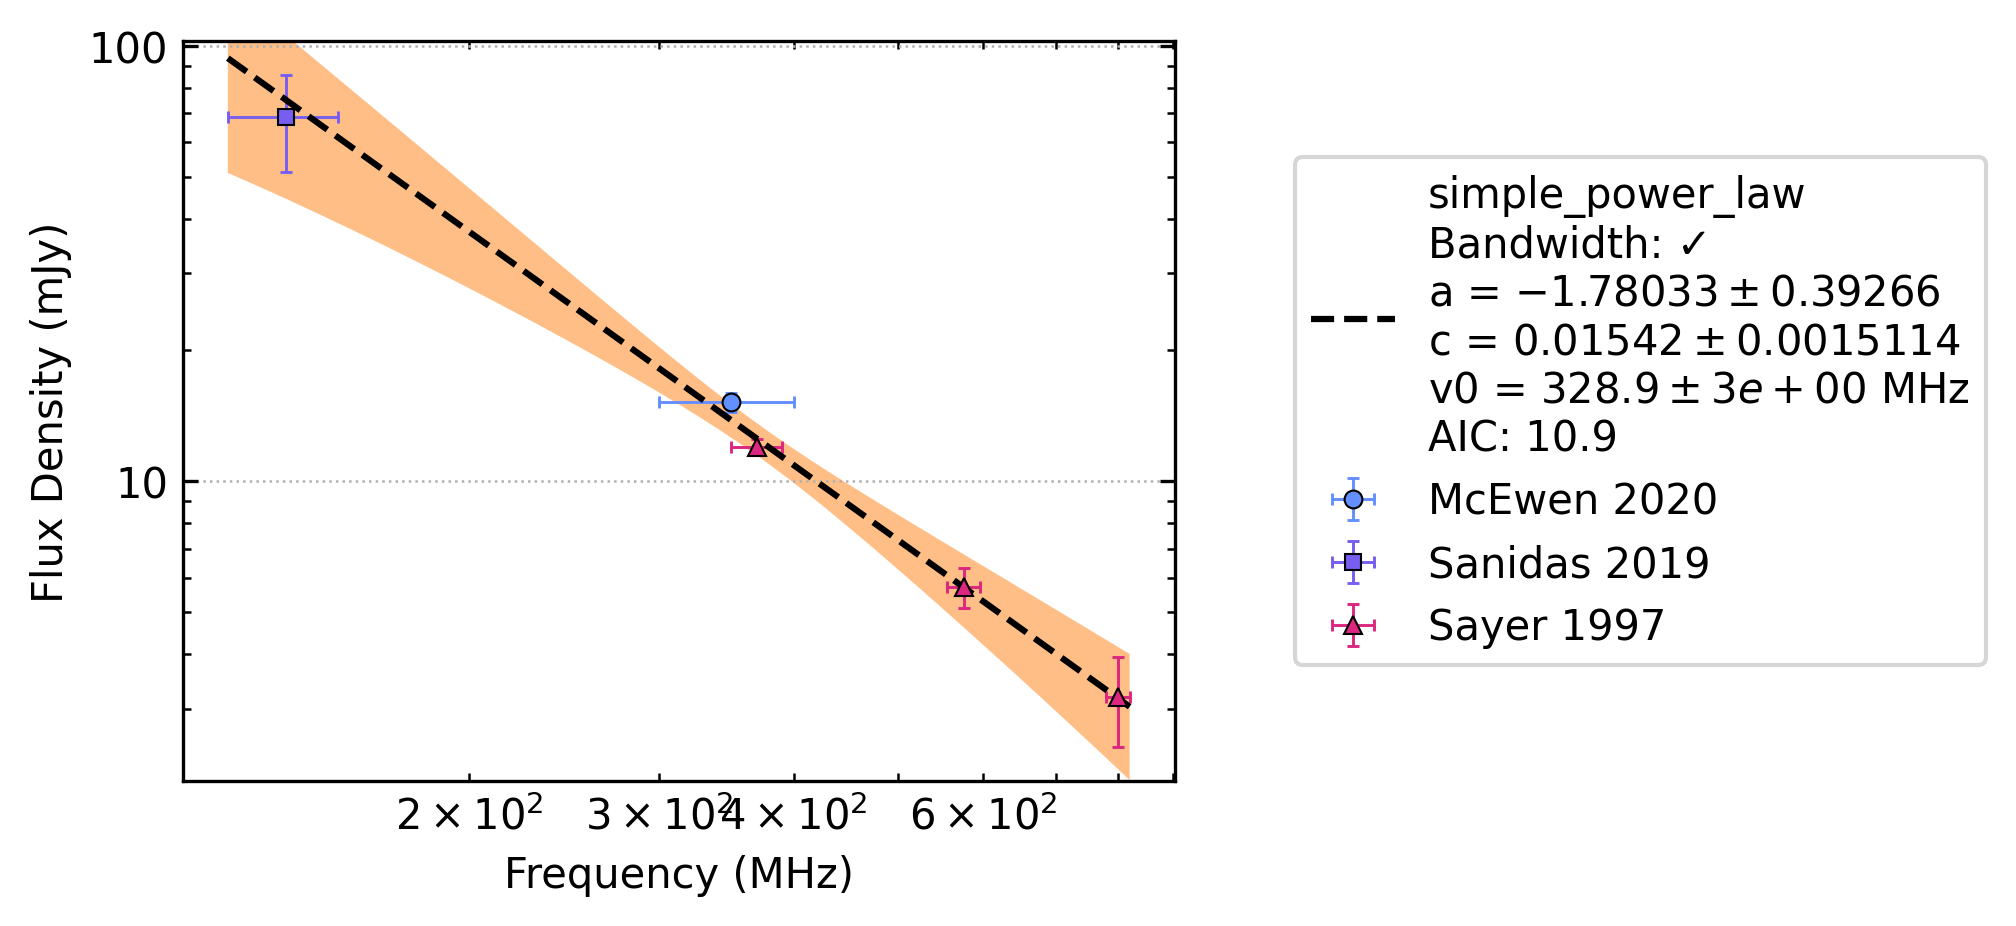 100
10
Flux Density (mJy)
2 × 10²
3 × 10²
4 × 10²
6 × 10²
Frequency (MHz)
simple_power_law
Bandwidth: ✓
a = −1.78033 ± 0.39266
c = 0.01542 ± 0.0015114
v0 = 328.9 ± 3e + 00 MHz
AIC: 10.9
McEwen 2020
Sanidas 2019
Sayer 1997